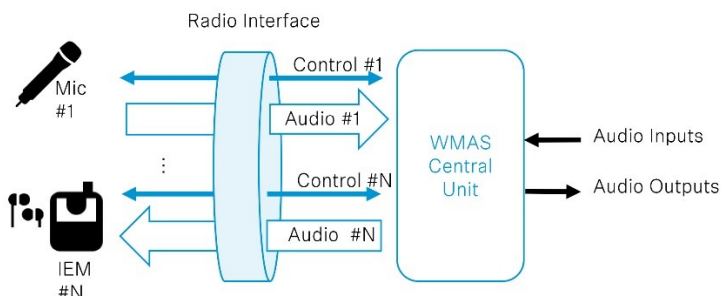 Radio Interface
Mic
#1
Control #1
Audio #1
...
Control #N
Audio #N
IEM
#N
WMAS
Central
Unit
Audio Inputs
Audio Outputs